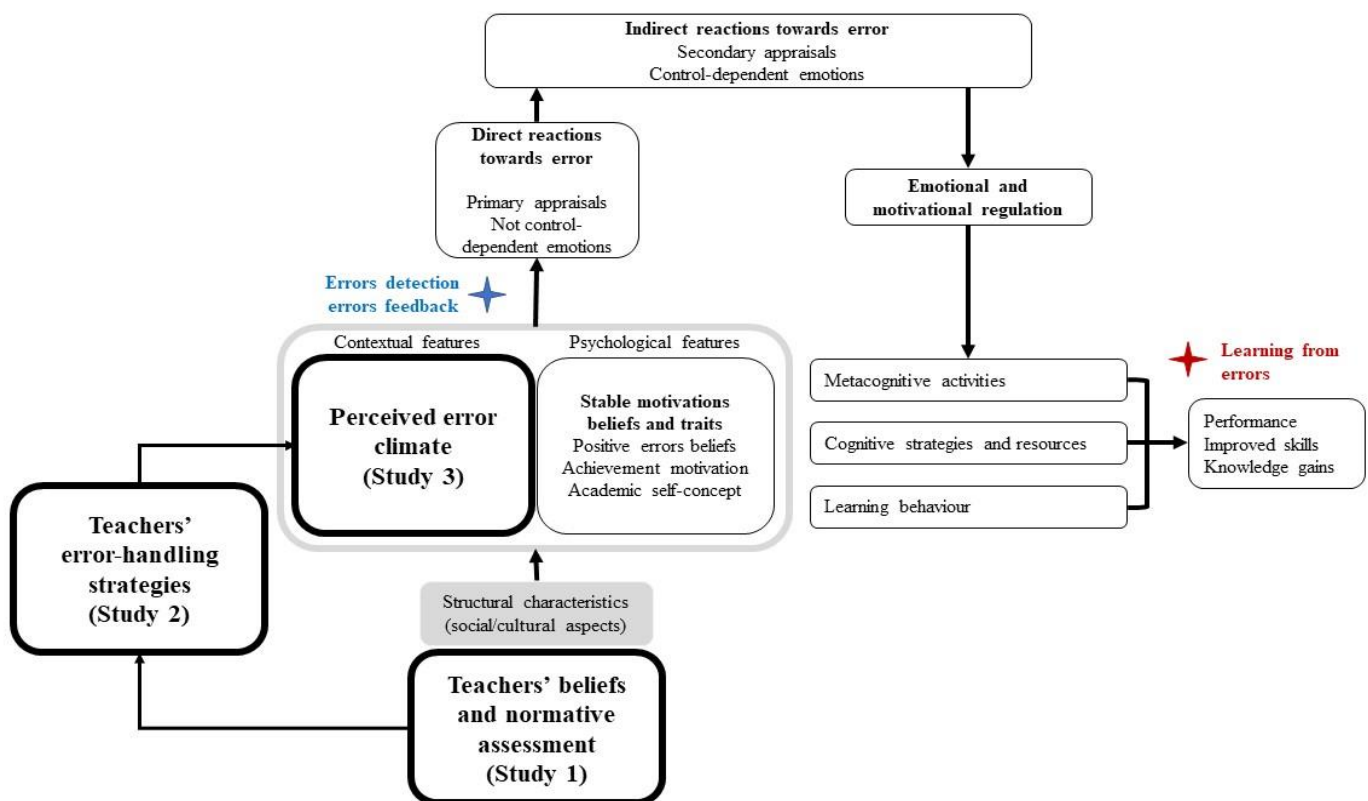 Indirect reactions towards error
Secondary appraisals
Control-dependent emotions
Direct reactions
towards error
Primary appraisals
Not control-
dependent emotions
Emotional and
motivational regulation
Errors detection
errors feedback
Contextual features
Psychological features
Perceived error
climate
(Study 3)
Stable motivations
beliefs and traits
Positive errors beliefs
Achievement motivation
Academic self-concept
Metacognitive activities
Cognitive strategies and resources
Learning behaviour
Learning from
errors
Performance
Improved skills
Knowledge gains
Teachers’
error-handling
strategies
(Study 2)
Structural characteristics
(social/cultural aspects)
Teachers’ beliefs
and normative
assessment
(Study 1)